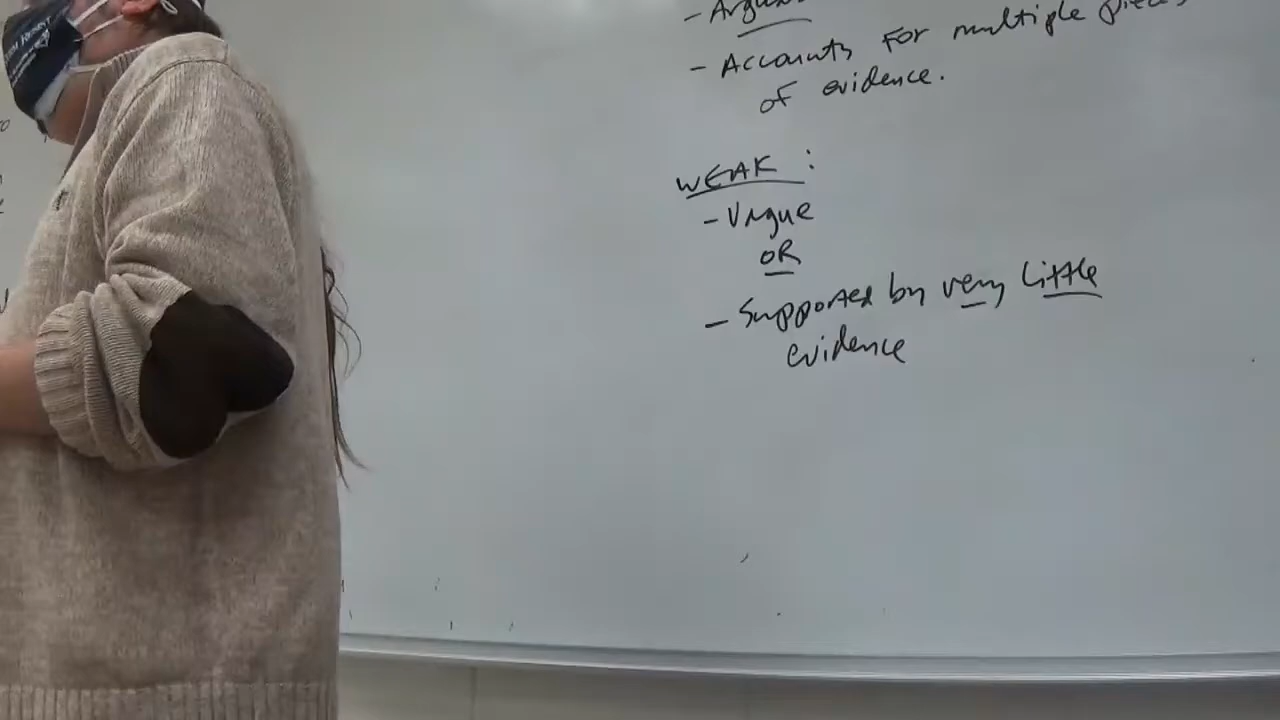 - Accounts for multiple
of evidence.
WEAK :
- Vague
OR
- Supported by very little
evidence